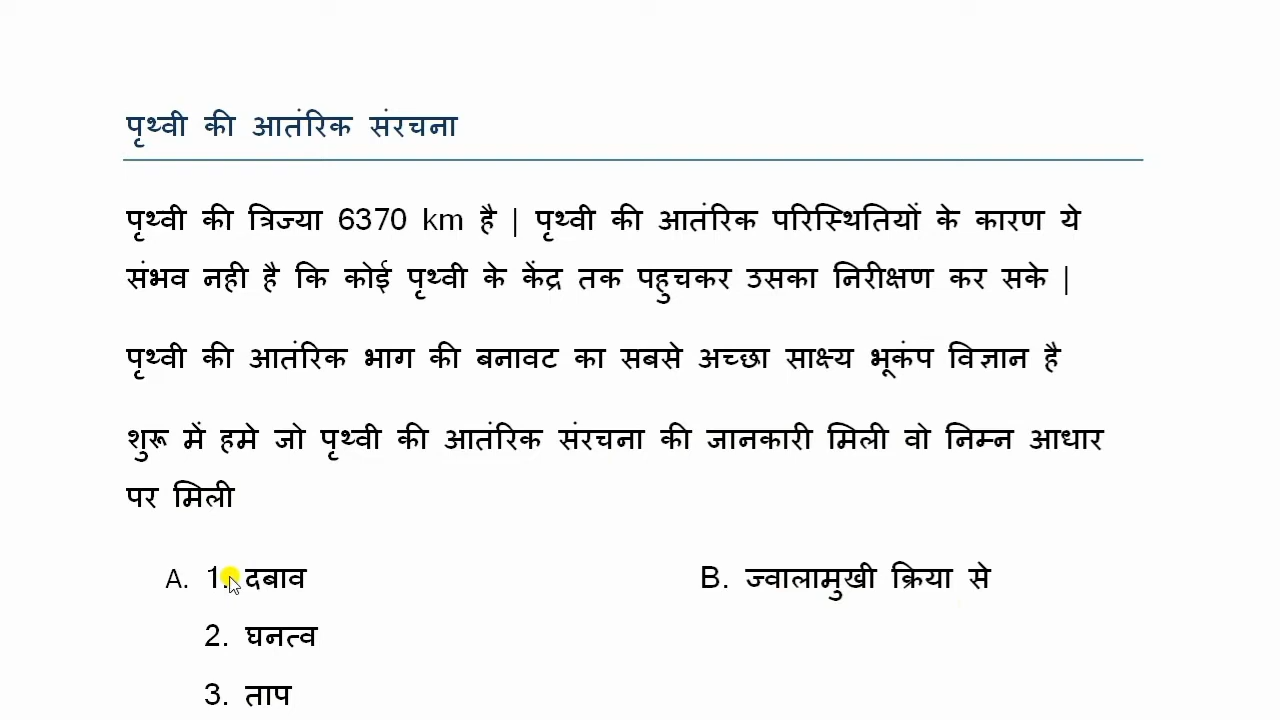 पृथ्वी की आतंरिक संरचना
पृथ्वी की त्रिज्या 6370 km है | पृथ्वी की आतंरिक परिस्थितियों के कारण ये
संभव नही है कि कोई पृथ्वी के केंद्र तक पहुचकर उसका निरीक्षण कर सके |
पृथ्वी की आतंरिक भाग की बनावट का सबसे अच्छा साक्ष्य भूकंप विज्ञान है
शुरू में हमे जो पृथ्वी की आतंरिक संरचना की जानकारी मिली वो निम्न आधार
पर मिली
A. 1. दबाव B. ज्वालामुखी क्रिया से
2. घनत्व
3. ताप